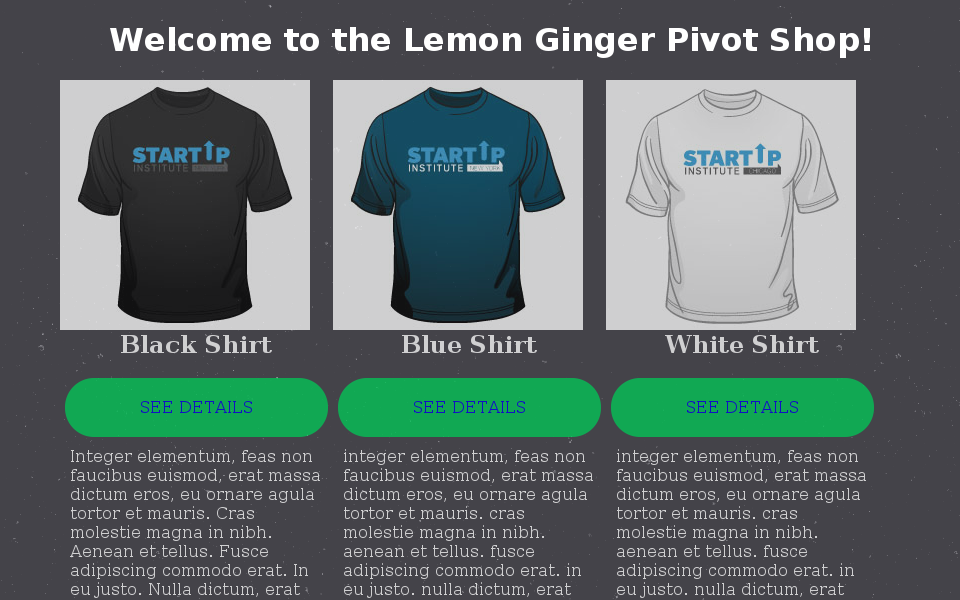 Welcome to the Lemon Ginger Pivot Shop!
START P
INSTITUTE
START P
INSTITUTE NEW YORK
START P
INSTITUTE CHICAGO
Black Shirt
Blue Shirt
White Shirt
SEE DETAILS
SEE DETAILS
SEE DETAILS
Integer elementum, feas non
faucibus euismod, erat massa
dictum eros, eu ornare agula
tortor et mauris. Cras
molestie magna in nibh.
Aenean et tellus. Fusce
adipiscing commodo erat. In
eu justo. Nulla dictum, erat
integer elementum, feas non
faucibus euismod, erat massa
dictum eros, eu ornare agula
tortor et mauris. cras
molestie magna in nibh.
aenean et tellus. fusce
adipiscing commodo erat. in
eu justo. nulla dictum, erat
integer elementum, feas non
faucibus euismod, erat massa
dictum eros, eu ornare agula
tortor et mauris. cras
molestie magna in nibh.
aenean et tellus. fusce
adipiscing commodo erat. in
eu justo. nulla dictum, erat